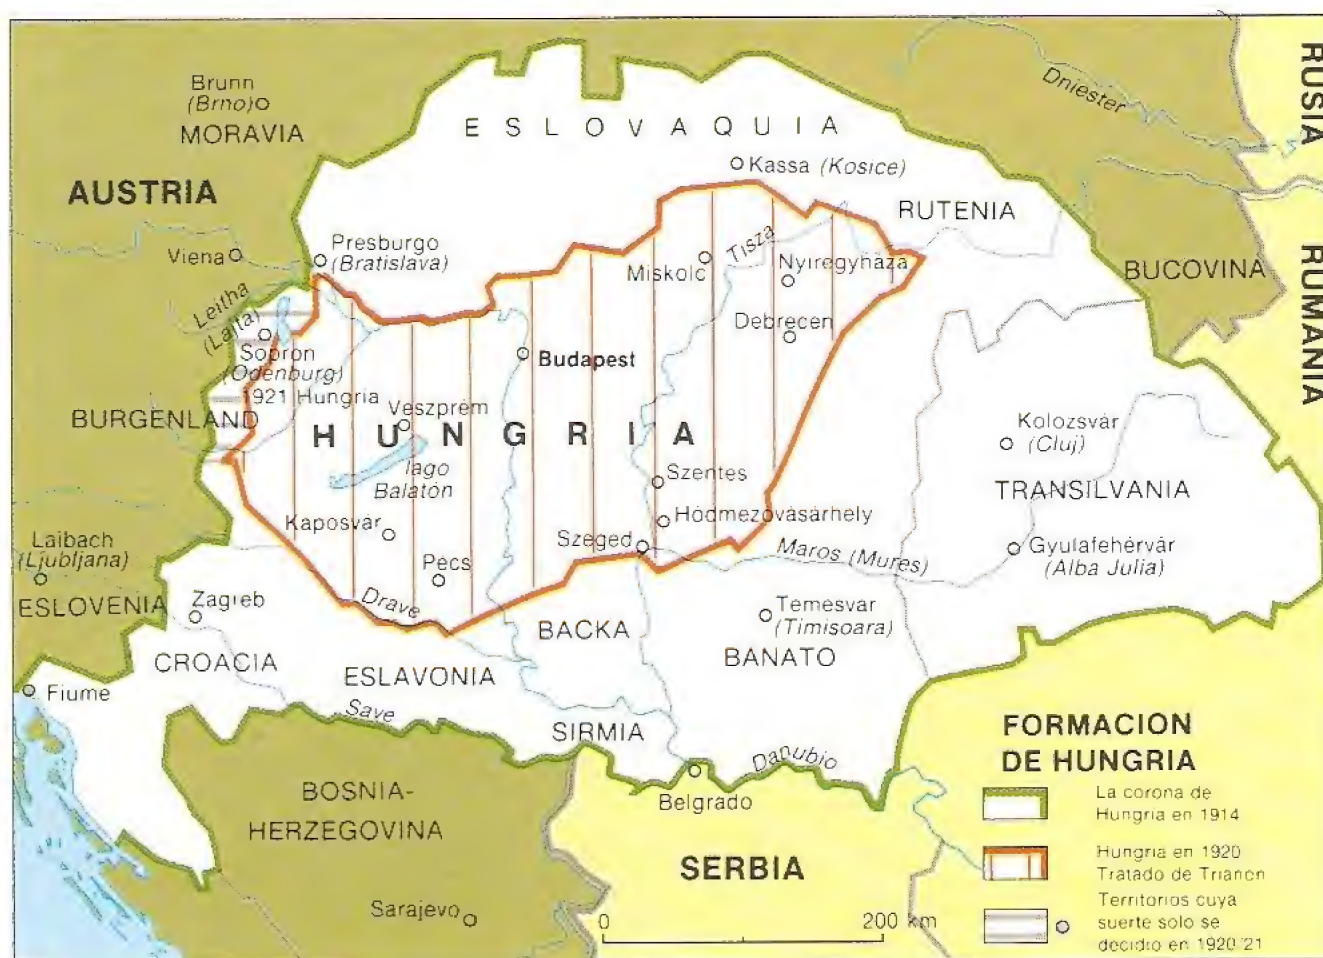 RUSIA
RUMANIA
Dniester
Brunn
(Brno)
MORAVIA
ESLOVAQUIA
Kassa (Kosice)
AUSTRIA
RUTENIA
Viena
Presburgo
(Bratislava)
Tisza
Miskolc
Nyiregyháza
BUCOVINA
Leitha
(Lajta)
Debrecen
Sopron
(Odenburg)
1921 Hungria
Budapest
BURGENLAND
Veszprém
HUNGRIA
Kolozsvár
(Cluj)
lago
Balatón
Szentes
TRANSILVANIA
Kaposvár
Hódmezovásárhely
Szeged
Laibach
(Ljubljana)
Maros (Mures)
Gyulafehérvár
(Alba Julia)
Pécs
ESLOVENIA
Zagreb
Drave
Temesvar
(Timisoara)
BACKA
CROACIA
ESLAVONIA
BANATO
Fiume
Save
SIRMIA
Danubio
Belgrado
BOSNIA-
HERZEGOVINA
SERBIA
Sarajevo
0 200 km
FORMACION
DE HUNGRIA
La corona de
Hungria en 1914
Hungria en 1920
Tratado de Trianon
Territorios cuya
suerte solo se
decidio en 1920/21